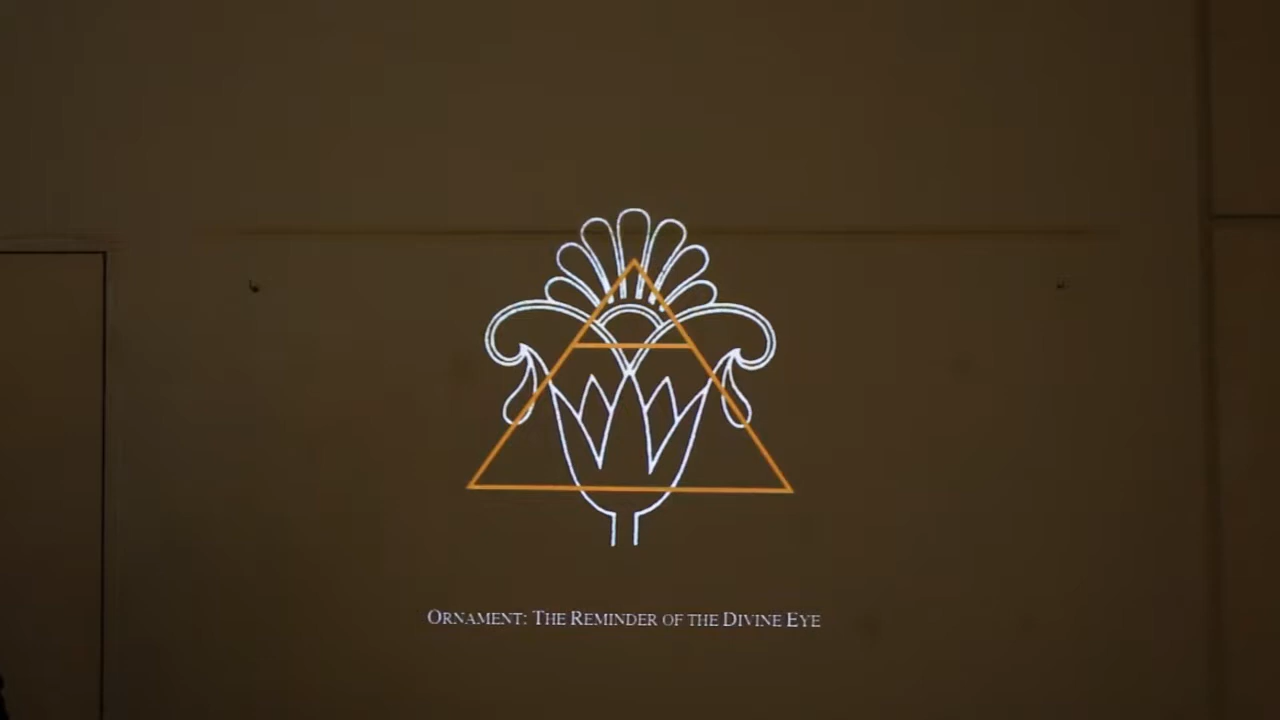 ORNAMENT: THE REMINDER OF THE DIVINE EYE